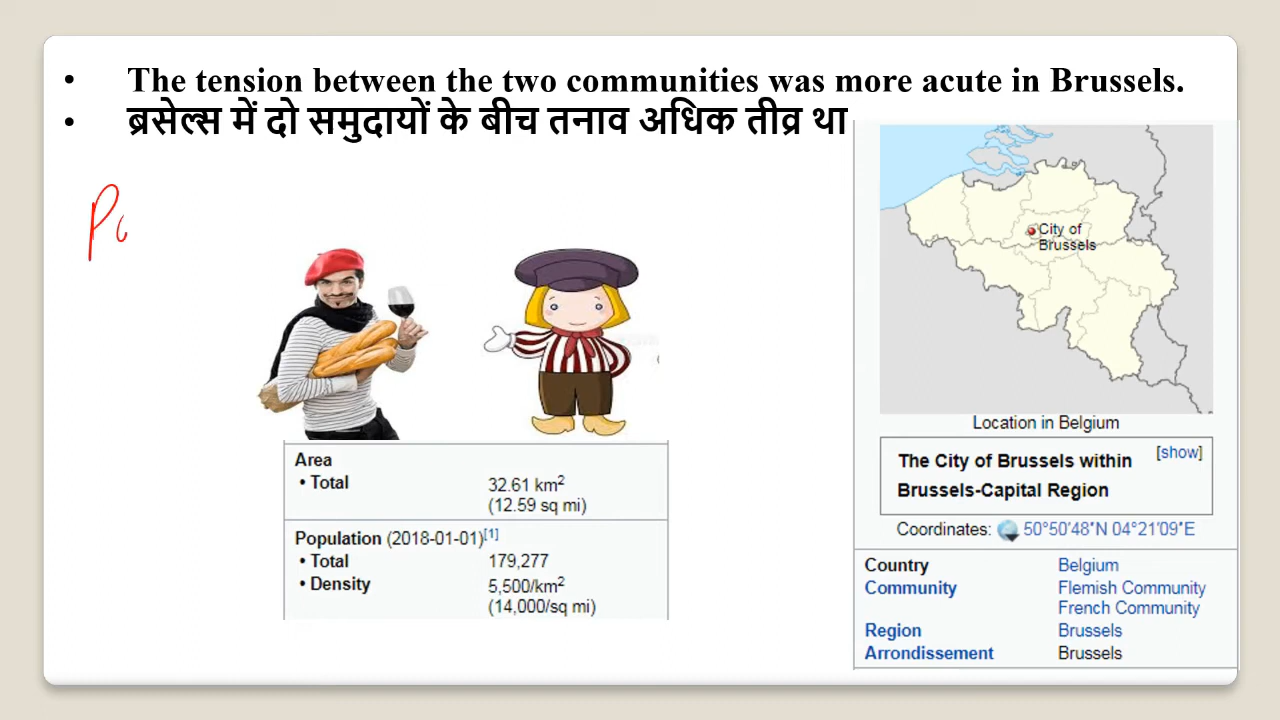 • The tension between the two communities was more acute in Brussels.
• ब्रसेल्स में दो समुदायों के बीच तनाव अधिक तीव्र था
City of
Brussels
Location in Belgium
The City of Brussels within
Brussels-Capital Region
[show]
Coordinates: 50°50′48″N 04°21′09″E
Country Belgium
Community Flemish Community
French Community
Region Brussels
Arrondissement Brussels
Area
• Total 32.61 km²
(12.59 sq mi)
Population (2018-01-01)[1]
• Total 179,277
• Density 5,500/km²
(14,000/sq mi)